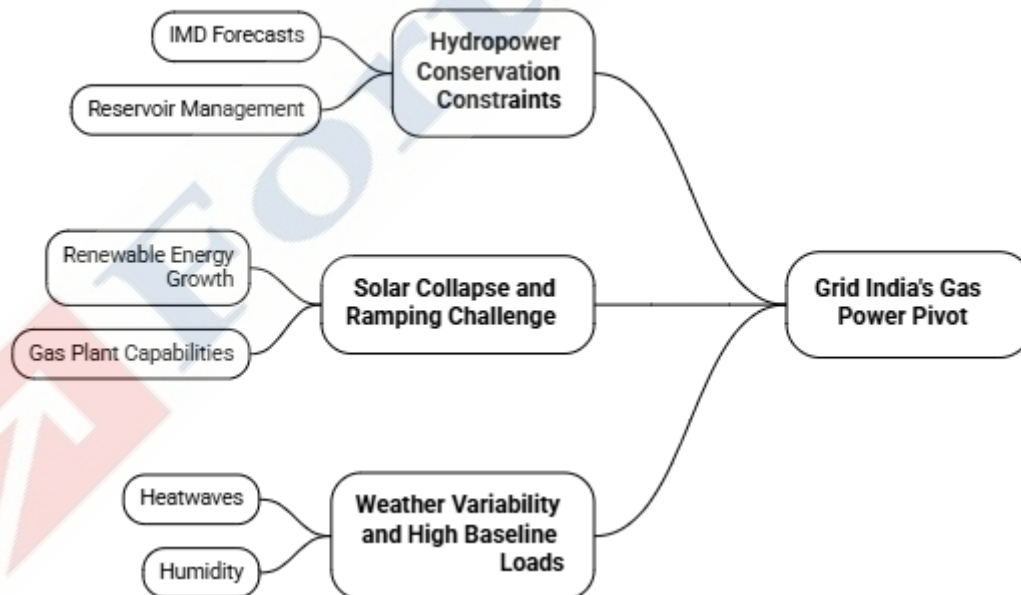 IMD Forecasts
Reservoir Management
Hydropower
Conservation
Constraints
Renewable Energy
Growth
Gas Plant Capabilities
Solar Collapse and
Ramping Challenge
Heatwaves
Humidity
Weather Variability
and High Baseline
Loads
Grid India's Gas
Power Pivot
For